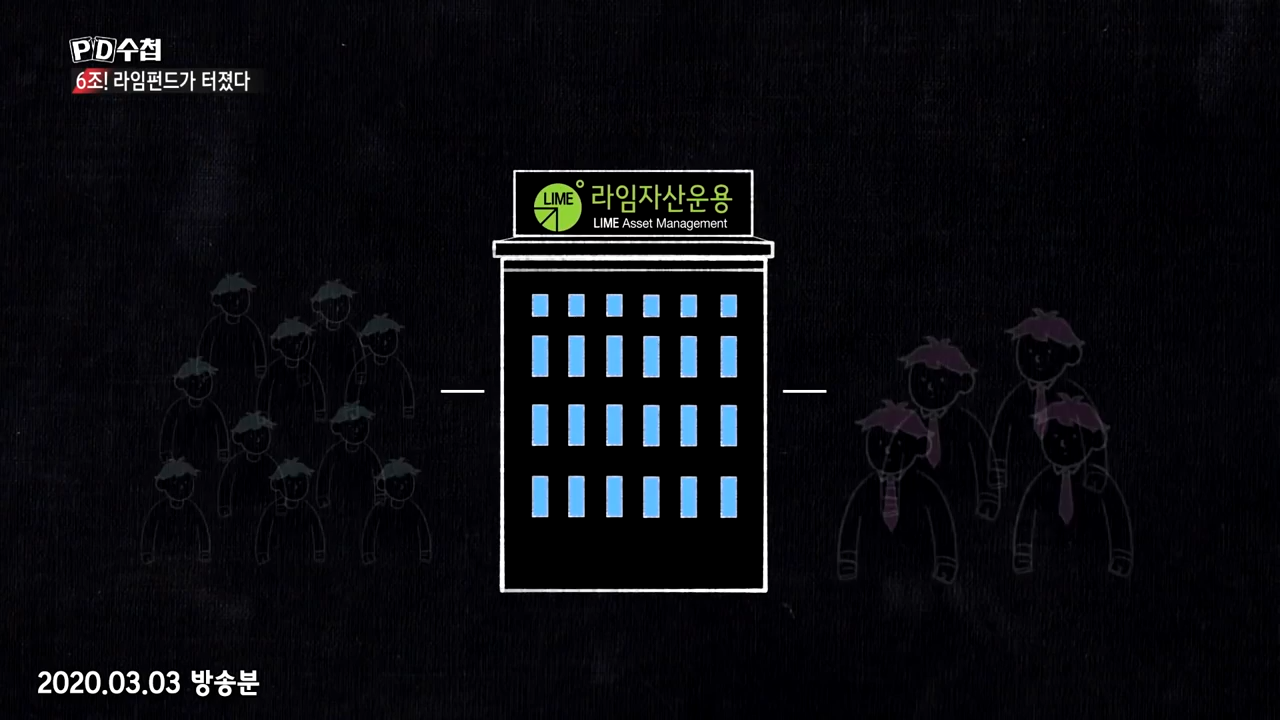 PD수첩
6조! 라임펀드가 터졌다
LIME
라임자산운용
LIME Asset Management
2020.03.03 방송분